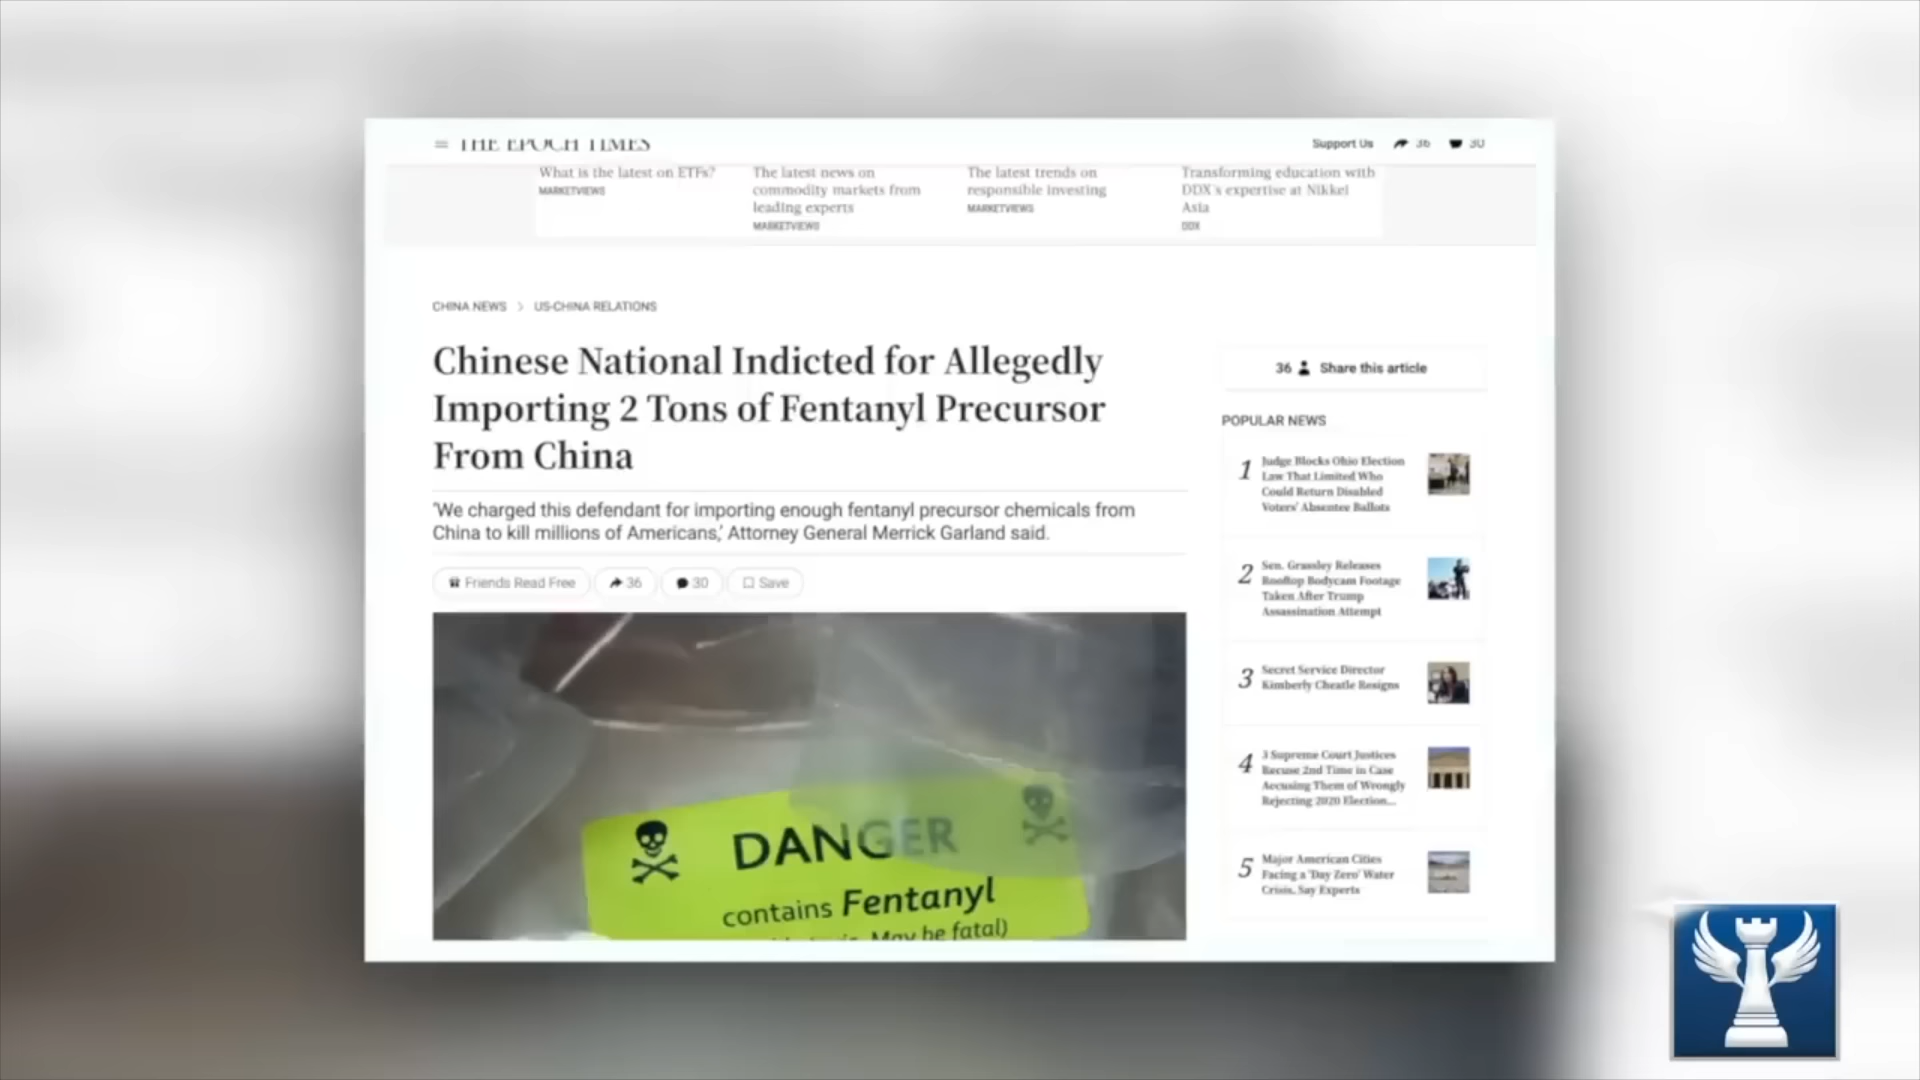 THE EPOCH TIMES
Support Us
36
30
What is the latest on ETFs?
MARKETVIEWS
The latest news on
commodity markets from
leading experts
MARKETVIEWS
The latest trends on
responsible investing
MARKETVIEWS
Transforming education with
DDX's expertise at Nikkei
Asia
DDX
CHINA NEWS > US-CHINA RELATIONS
Chinese National Indicted for Allegedly
Importing 2 Tons of Fentanyl Precursor
From China
'We charged this defendant for importing enough fentanyl precursor chemicals from
China to kill millions of Americans,' Attorney General Merrick Garland said.
Friends Read Free
36
30
Save
DANGER
contains Fentanyl
May be fatal)
36 Share this article
POPULAR NEWS
1 Judge Blocks Ohio Election
Law That Limited Who
Could Return Disabled
Voters' Absentee Ballots
2 Sen. Grassley Releases
Rooftop Bodycam Footage
Taken After Trump
Assassination Attempt
3 Secret Service Director
Kimberly Cheatle Resigns
4 3 Supreme Court Justices
Recuse 2nd Time in Case
Accusing Them of Wrongly
Rejecting 2020 Election...
5 Major American Cities
Facing a 'Day Zero' Water
Crisis, Say Experts